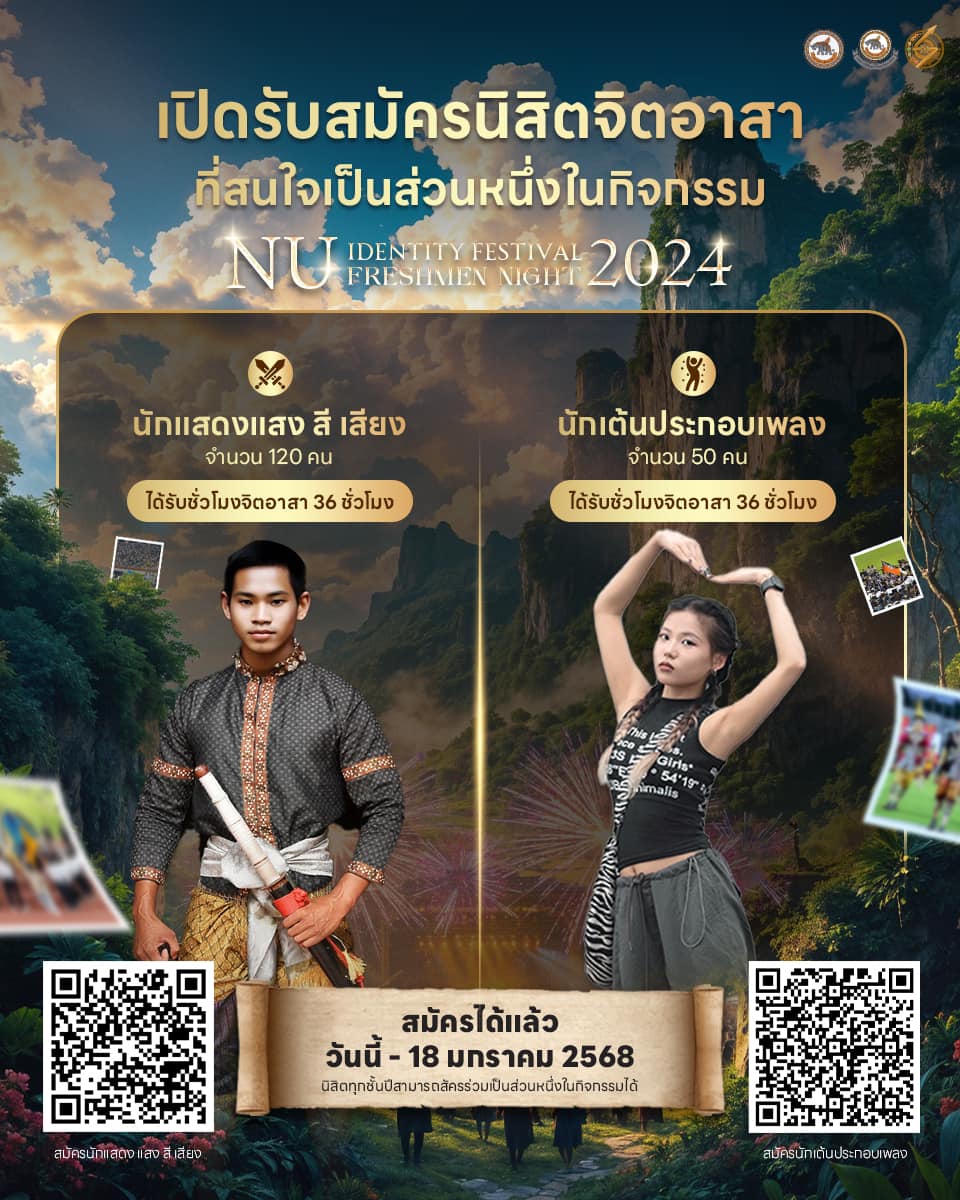 เปิดรับสมัครนิสิตจิตอาสา
ที่สนใจเป็นส่วนหนึ่งในกิจกรรม
NU IDENTITY FESTIVAL FRESHMEN NIGHT 2024
นักแสดงแสง สี เสียง
จำนวน 120 คน
ได้รับชั่วโมงจิตอาสา 36 ชั่วโมง
นักเต้นประกอบเพลง
จำนวน 50 คน
ได้รับชั่วโมงจิตอาสา 36 ชั่วโมง
This is
Girls*
54'19"
nimalis
สมัครได้แล้ว
วันนี้ - 18 มกราคม 2568
นิสิตทุกชั้นปีสามารถสัครร่วมเป็นส่วนหนึ่งในกิจกรรมได้
สมัครนักแสดง แสง สี เสียง
สมัครนักเต้นประกอบเพลง